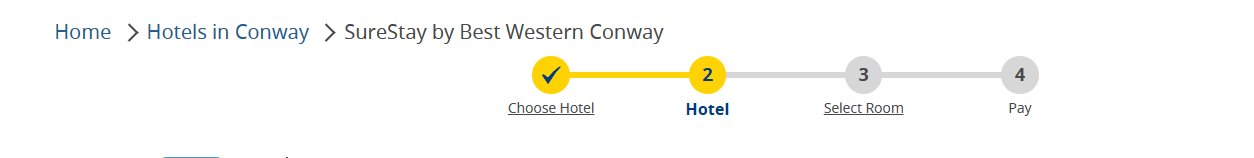 Home > Hotels in Conway > SureStay by Best Western Conway
2 3 4
Choose Hotel Hotel Select Room Pay